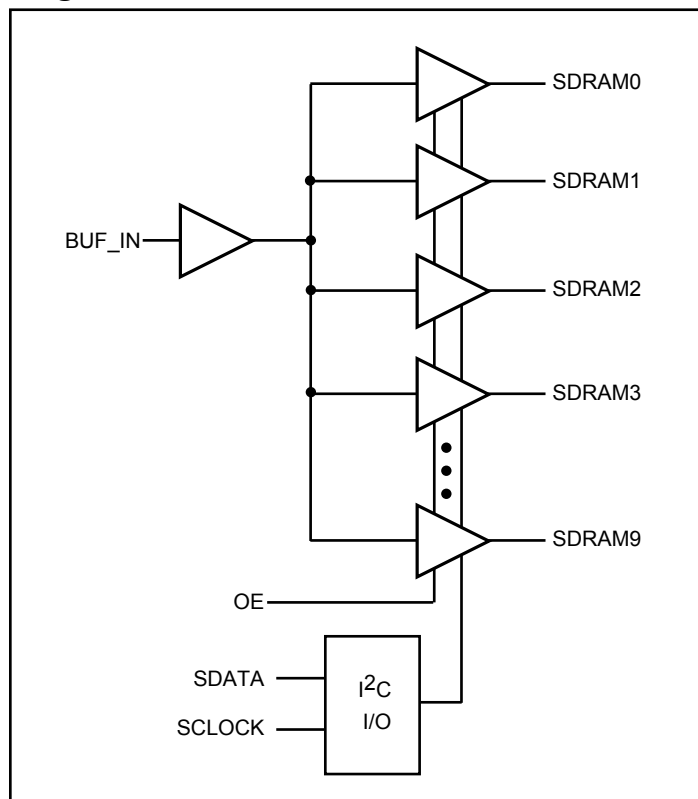 SDRAM0
SDRAM1
BUF_IN
SDRAM2
SDRAM3
SDRAM9
OE
SDATA
I²C
I/O
SCLOCK